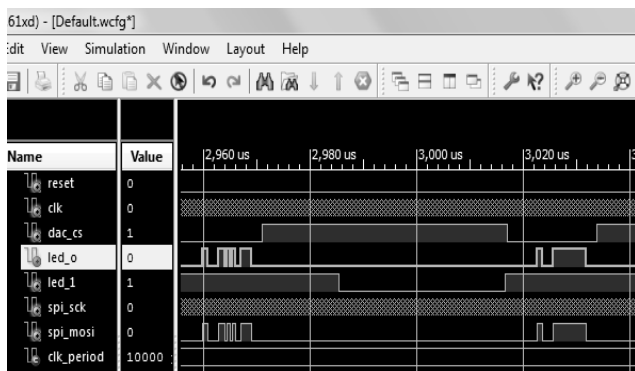 61xd) - [Default.wcfg*]
Edit View Simulation Window Layout Help
Name Value 2,960 us 2,980 us 3,000 us 3,020 us
reset 0
clk 0
dac_cs 1
led_o 0
led_1 1
spi_sck 0
spi_mosi 0
clk_period 10000